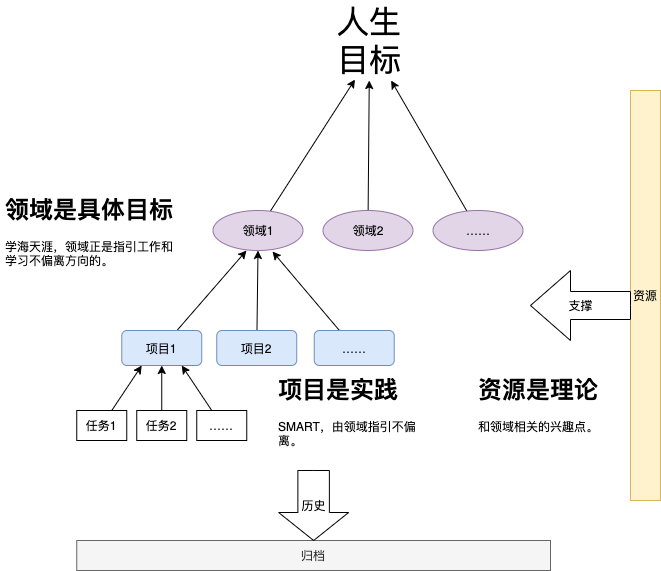 人生
目标
领域是具体目标
学海天涯，领域正是指引工作和
学习不偏离方向的。
领域1
领域2
……
资源
支撑
项目1
项目2
……
项目是实践
SMART，由领域指引不偏
离。
资源是理论
和领域相关的兴趣点。
任务1
任务2
……
历史
归档